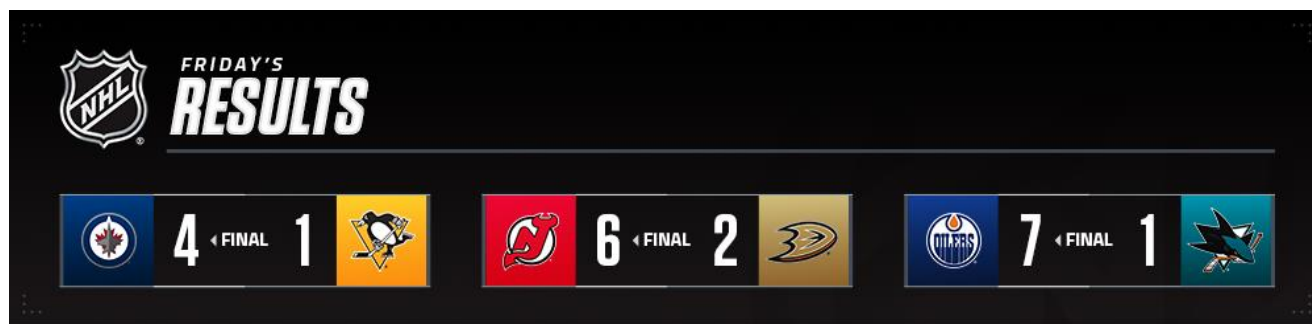 NHL
FRIDAY'S
RESULTS
4 FINAL 1
6 FINAL 2
OILERS
7 FINAL 1